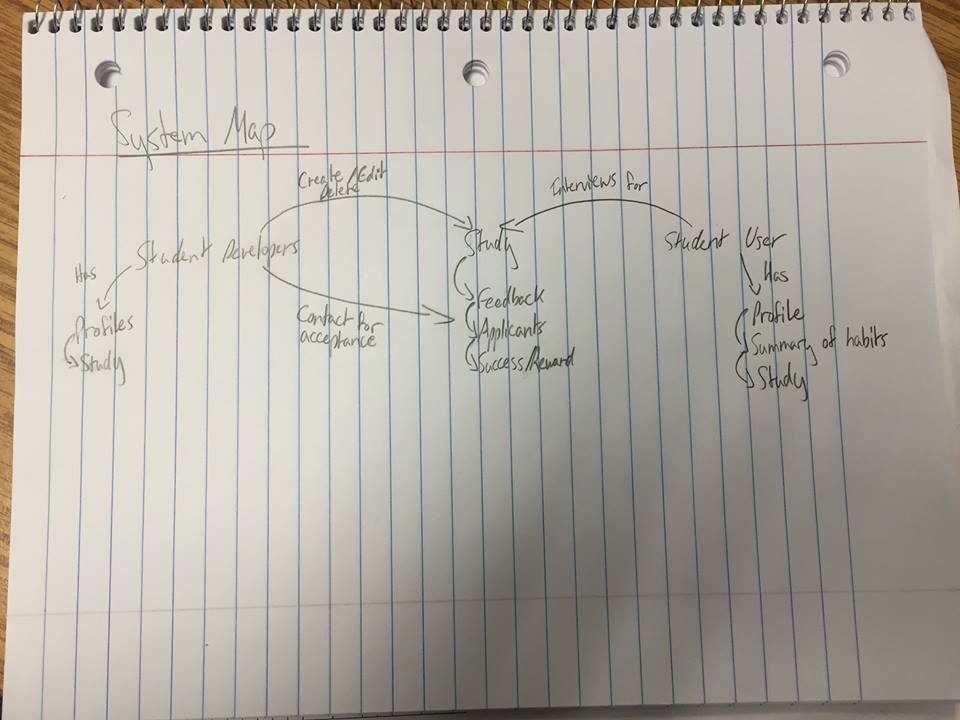 System Map
Create/Edit
Delete
Interviews for
Student Developers
Study
Student User
Has
Has
Profiles
Study
Contact for
acceptance
Feedback
Applicants
Success/Reward
Profile
Summary of habits
Study